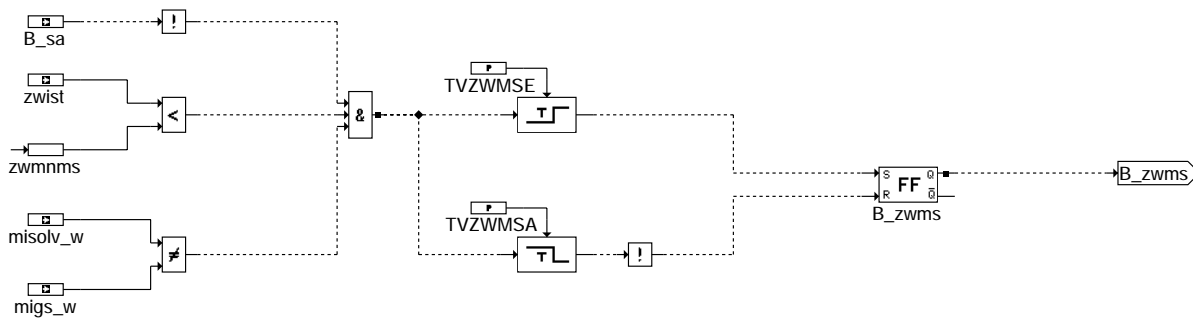 B_sa
!
zwist
<
zwmnms
&
P
TVZWMSE
T
misolv_w
≠
migs_w
P
TVZWMSA
T
!
S Q
FF
R Q̅
B_zwms
B_zwms